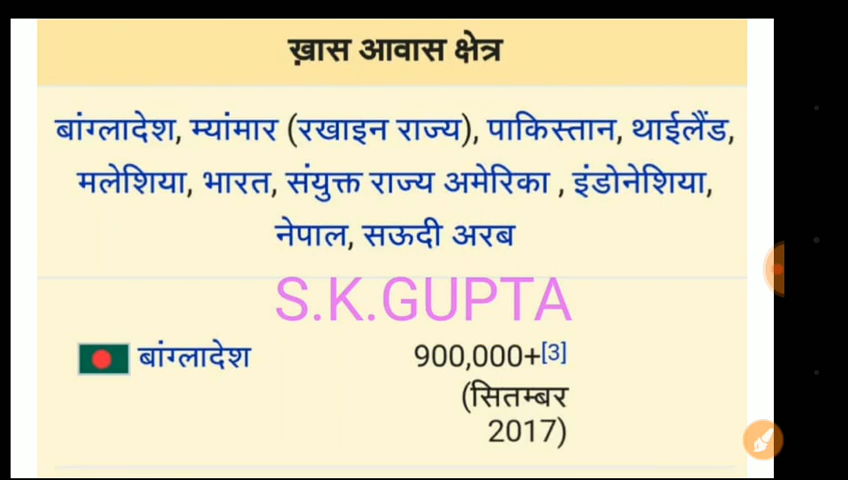 ख़ास आवास क्षेत्र
बांग्लादेश, म्यांमार (रखाइन राज्य), पाकिस्तान, थाईलैंड,
मलेशिया, भारत, संयुक्त राज्य अमेरिका , इंडोनेशिया,
नेपाल, सऊदी अरब
S.K.GUPTA
बांग्लादेश 900,000+[3]
(सितम्बर
2017)